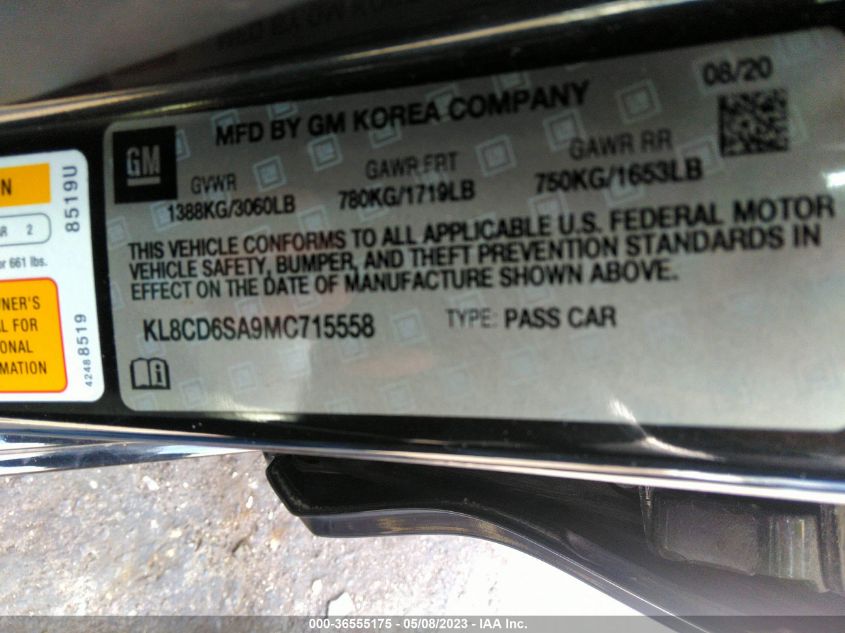 08/20
MFD BY GM KOREA COMPANY
GM
GVWR
GAWR FRT
GAWR RR
1388KG/3060LB
780KG/1719LB
750KG/1653LB
THIS VEHICLE CONFORMS TO ALL APPLICABLE U.S. FEDERAL MOTOR
VEHICLE SAFETY, BUMPER, AND THEFT PREVENTION STANDARDS IN
EFFECT ON THE DATE OF MANUFACTURE SHOWN ABOVE.
KL8CD6SA9MC715558
TYPE: PASS CAR
8519U
2
661 lbs.
NER'S
FOR
4248 8519
000-36555175 - 05/08/2023 - IAA Inc.